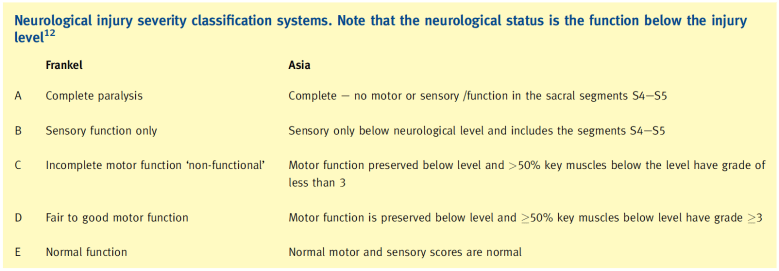 Neurological injury severity classification systems. Note that the neurological status is the function below the injury
level12
Frankel Asia
A Complete paralysis Complete — no motor or sensory /function in the sacral segments S4—S5
B Sensory function only Sensory only below neurological level and includes the segments S4—S5
C Incomplete motor function ‘non-functional’ Motor function preserved below level and >50% key muscles below the level have grade of
less than 3
D Fair to good motor function Motor function is preserved below level and ≥50% key muscles below level have grade ≥3
E Normal function Normal motor and sensory scores are normal